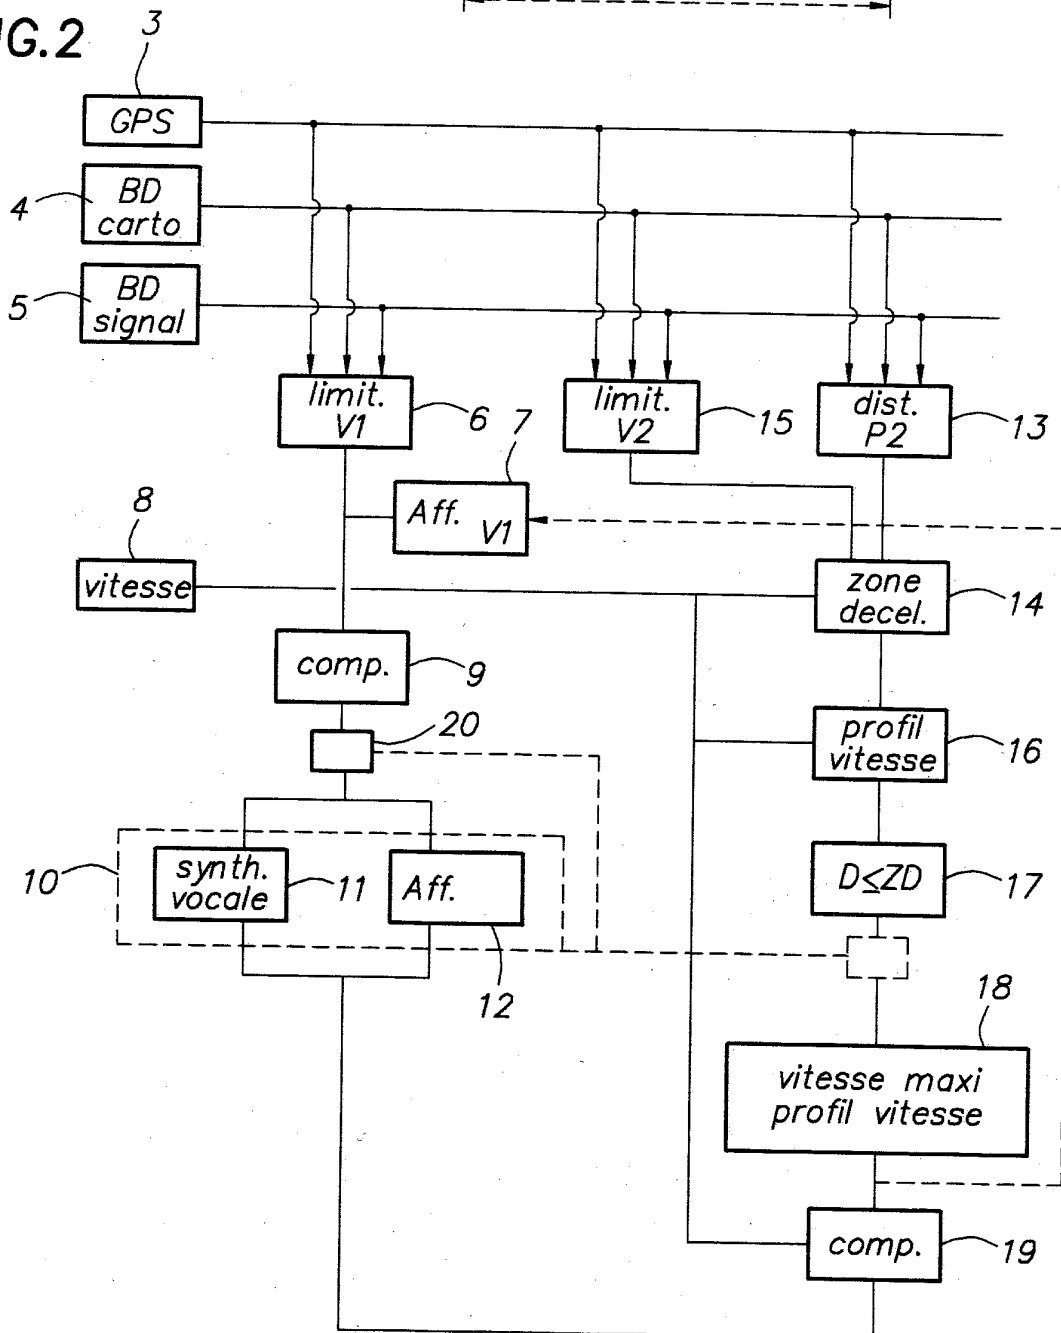 G.2
3
GPS
4
BD
carto
5
BD
signal
limit.
V1
6
limit.
V2
15
dist.
P2
13
7
Aff. V1
8
vitesse
zone
decel.
14
comp.
9
20
profil
vitesse
16
10
synth.
vocale
11
Aff.
12
D≤ZD
17
18
vitesse maxi
profil vitesse
comp.
19